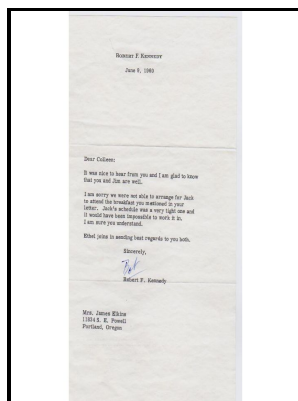 ROBERT F. KENNEDY
June 8, 1960
Dear Colleen:
It was nice to hear from you and I am glad to know
that you and Jim are well.
I am sorry we were not able to arrange for Jack
to attend the breakfast you mentioned in your
letter. Jack's schedule was a very tight one and
it would have been impossible to work it in.
I am sure you understand.
Ethel joins in sending best regards to you both.
Sincerely,
Robert F. Kennedy
Mrs. James Elkins
S. E. Powell
Portland, Oregon